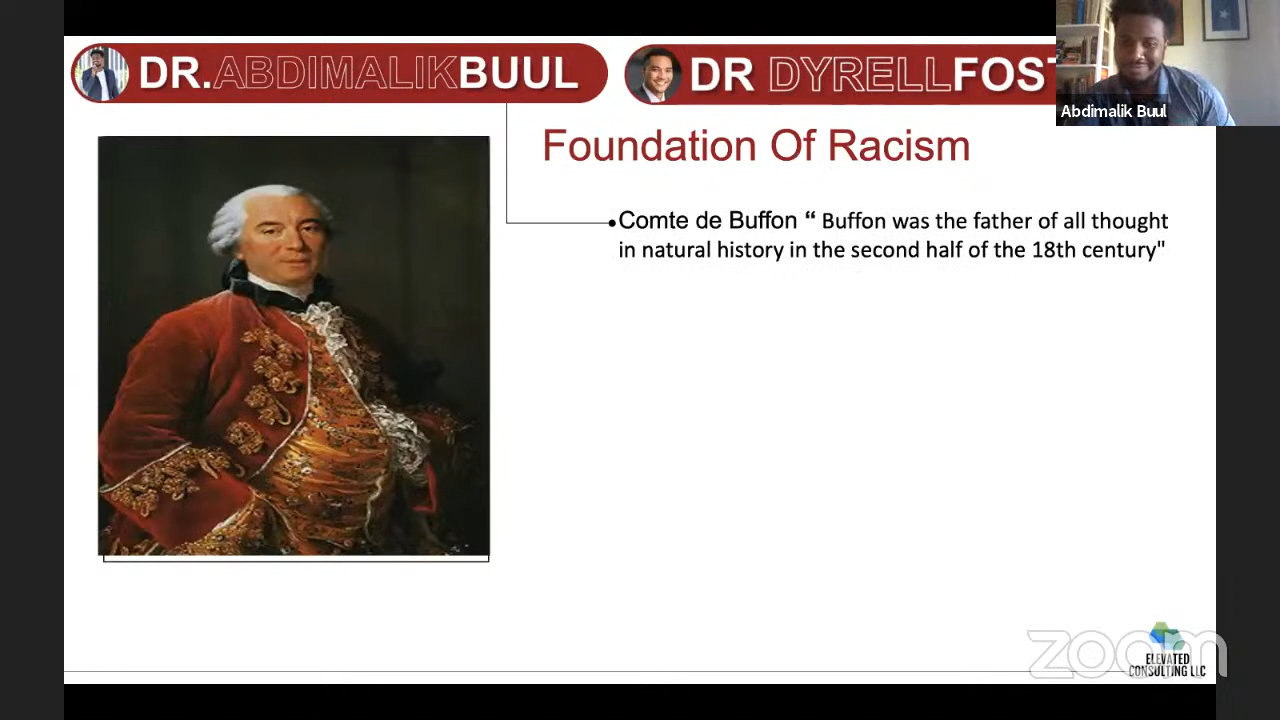 DR.ABDIMALIKBUUL
DR DYRELLFOST
Abdimalik Buul
Foundation Of Racism
•Comte de Buffon “ Buffon was the father of all thought
in natural history in the second half of the 18th century"
zoom
ELEVATED
CONSULTING LLC